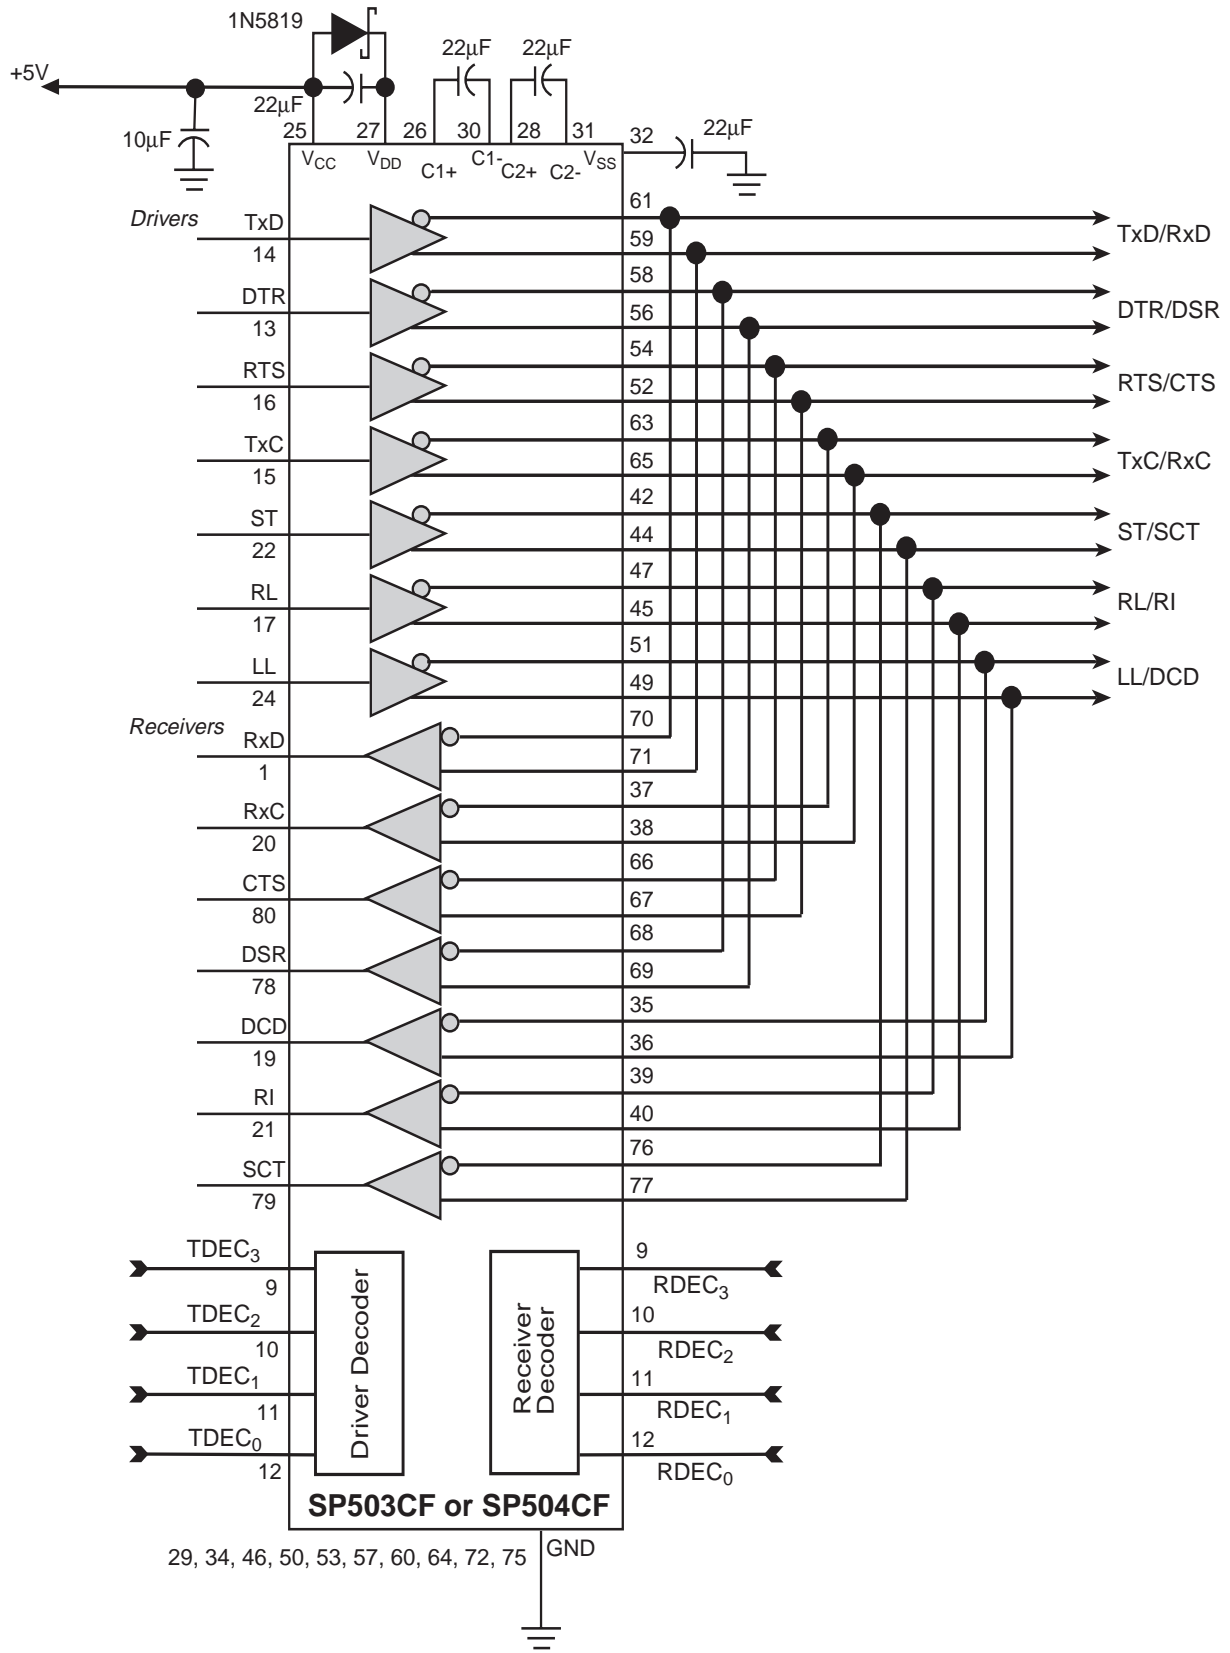 1N5819
+5V
22µF
22µF
22µF
10µF
22µF
25
27
26
30
28
31
32
VCC
VDD
C1+
C1-
C2+
C2-
VSS
Drivers
TxD
14
61
59
TxD/RxD
DTR
13
58
56
DTR/DSR
RTS
16
54
52
RTS/CTS
TxC
15
63
65
TxC/RxC
ST
22
42
44
ST/SCT
RL
17
47
45
RL/RI
LL
24
51
49
LL/DCD
Receivers
RxD
1
70
71
RxC
20
37
38
CTS
80
66
67
DSR
78
68
69
DCD
19
35
36
RI
21
39
40
SCT
79
76
77
TDEC3
9
TDEC2
10
TDEC1
11
TDEC0
12
Driver Decoder
Receiver
Decoder
9
RDEC3
10
RDEC2
11
RDEC1
12
RDEC0
SP503CF or SP504CF
29, 34, 46, 50, 53, 57, 60, 64, 72, 75
GND